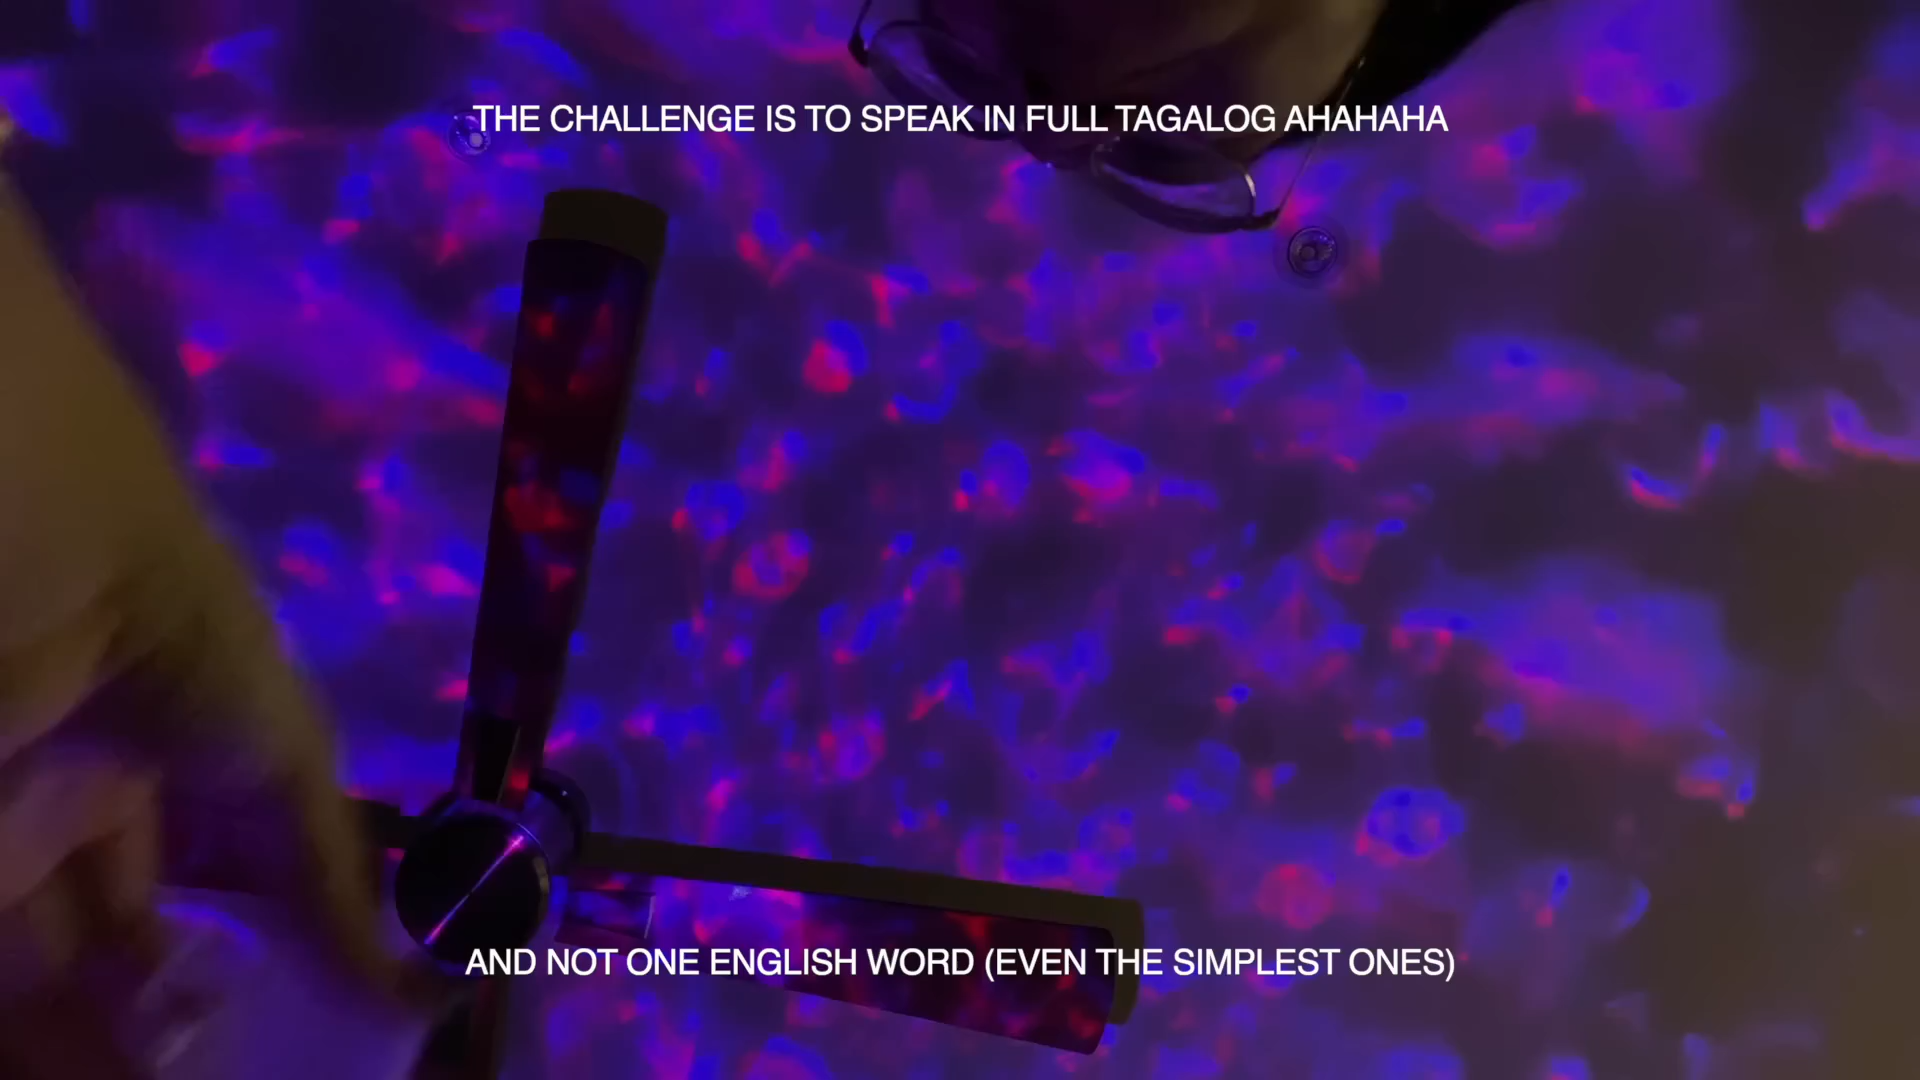 THE CHALLENGE IS TO SPEAK IN FULL TAGALOG AHAHAHA
AND NOT ONE ENGLISH WORD (EVEN THE SIMPLEST ONES)